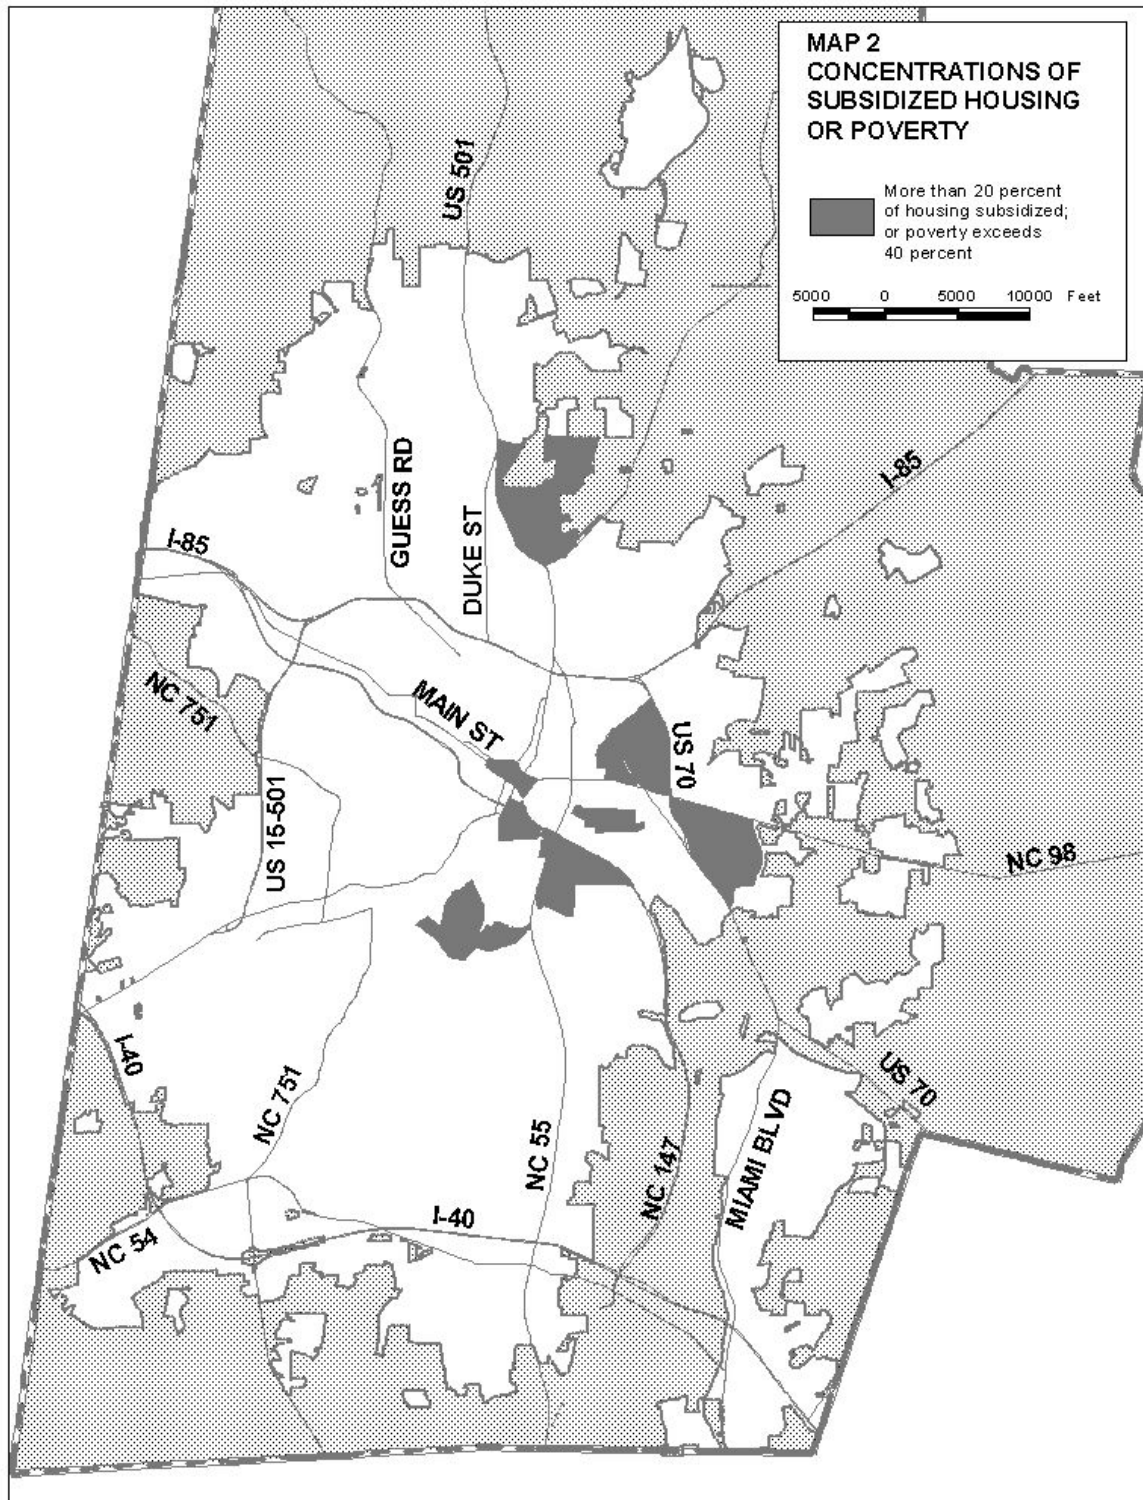 MAP 2
CONCENTRATIONS OF
SUBSIDIZED HOUSING
OR POVERTY
More than 20 percent
of housing subsidized;
or poverty exceeds
40 percent
5000 0 5000 10000 Feet
US 501
I-85
GUESS RD
DUKE ST
I-85
NC 751
MAIN ST
US 70
US 15-501
NC 98
I-40
NC 751
NC 55
NC 147
MIAMI BLVD
US 70
I-40
NC 54